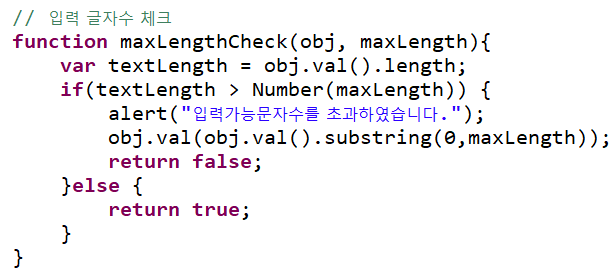 // 입력 글자수 체크
function maxLengthCheck(obj, maxLength){
    var textLength = obj.val().length;
    if(textLength > Number(maxLength)) {
        alert("입력가능문자수를 초과하였습니다.");
        obj.val(obj.val().substring(0,maxLength));
        return false;
    }else {
        return true;
    }
}